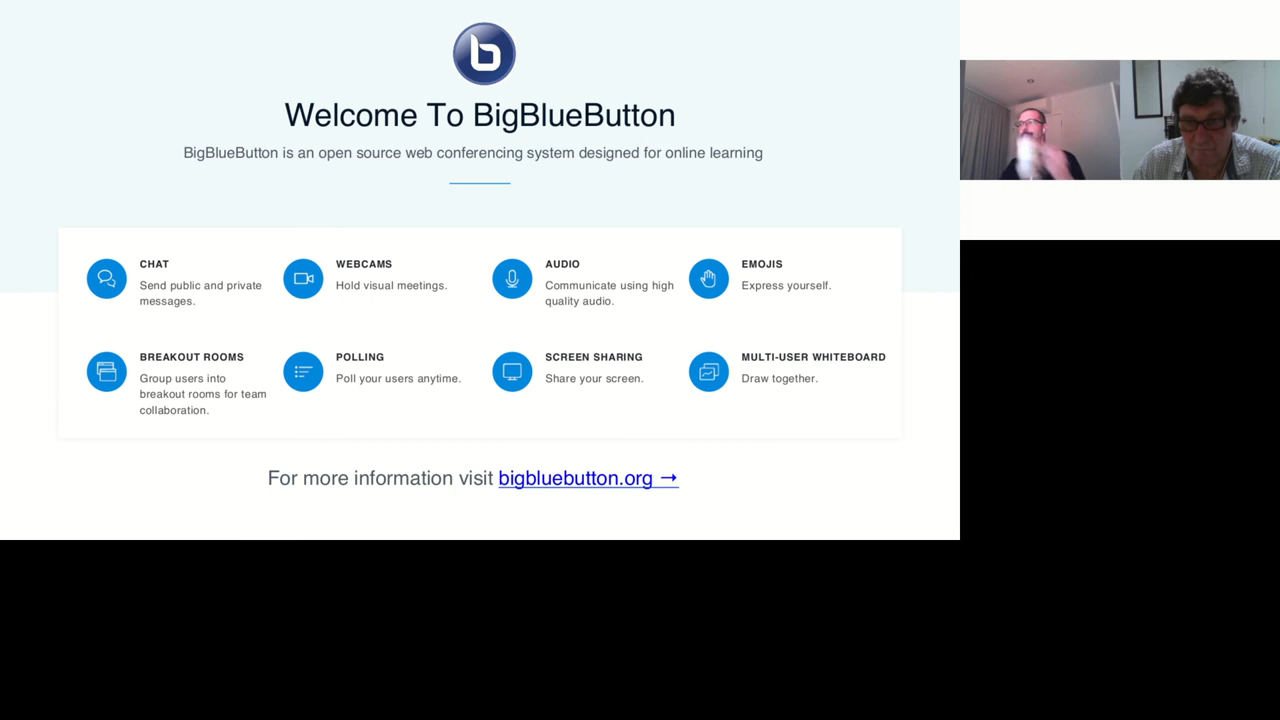 Welcome To BigBlueButton
BigBlueButton is an open source web conferencing system designed for online learning
CHAT
Send public and private
messages.
WEBCAMS
Hold visual meetings.
AUDIO
Communicate using high
quality audio.
EMOJIS
Express yourself.
BREAKOUT ROOMS
Group users into
breakout rooms for team
collaboration.
POLLING
Poll your users anytime.
SCREEN SHARING
Share your screen.
MULTI-USER WHITEBOARD
Draw together.
For more information visit bigbluebutton.org →